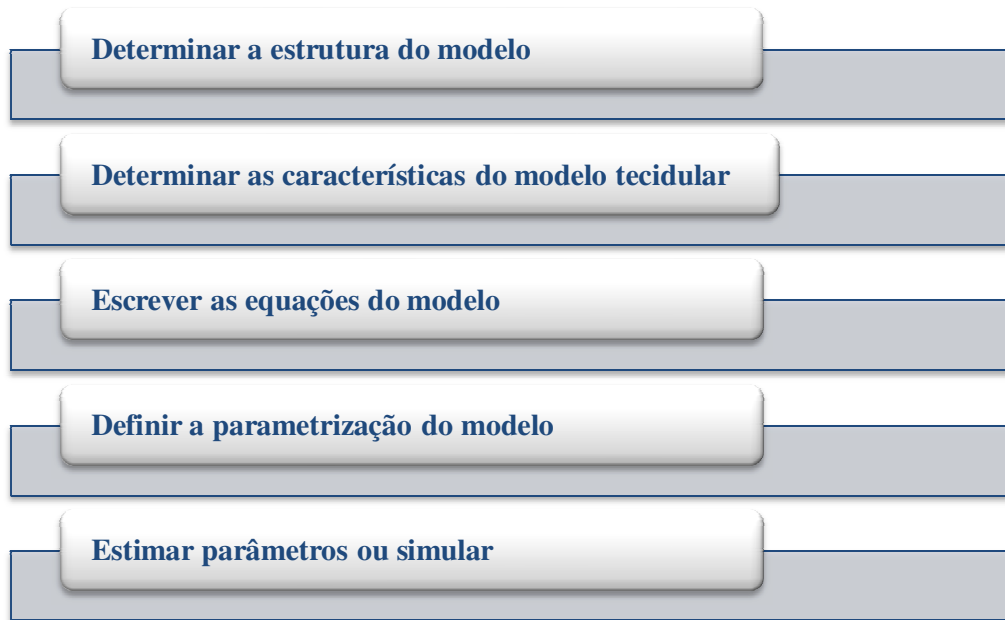 Determinar a estrutura do modelo
Determinar as características do modelo tecidular
Escrever as equações do modelo
Definir a parametrização do modelo
Estimar parâmetros ou simular